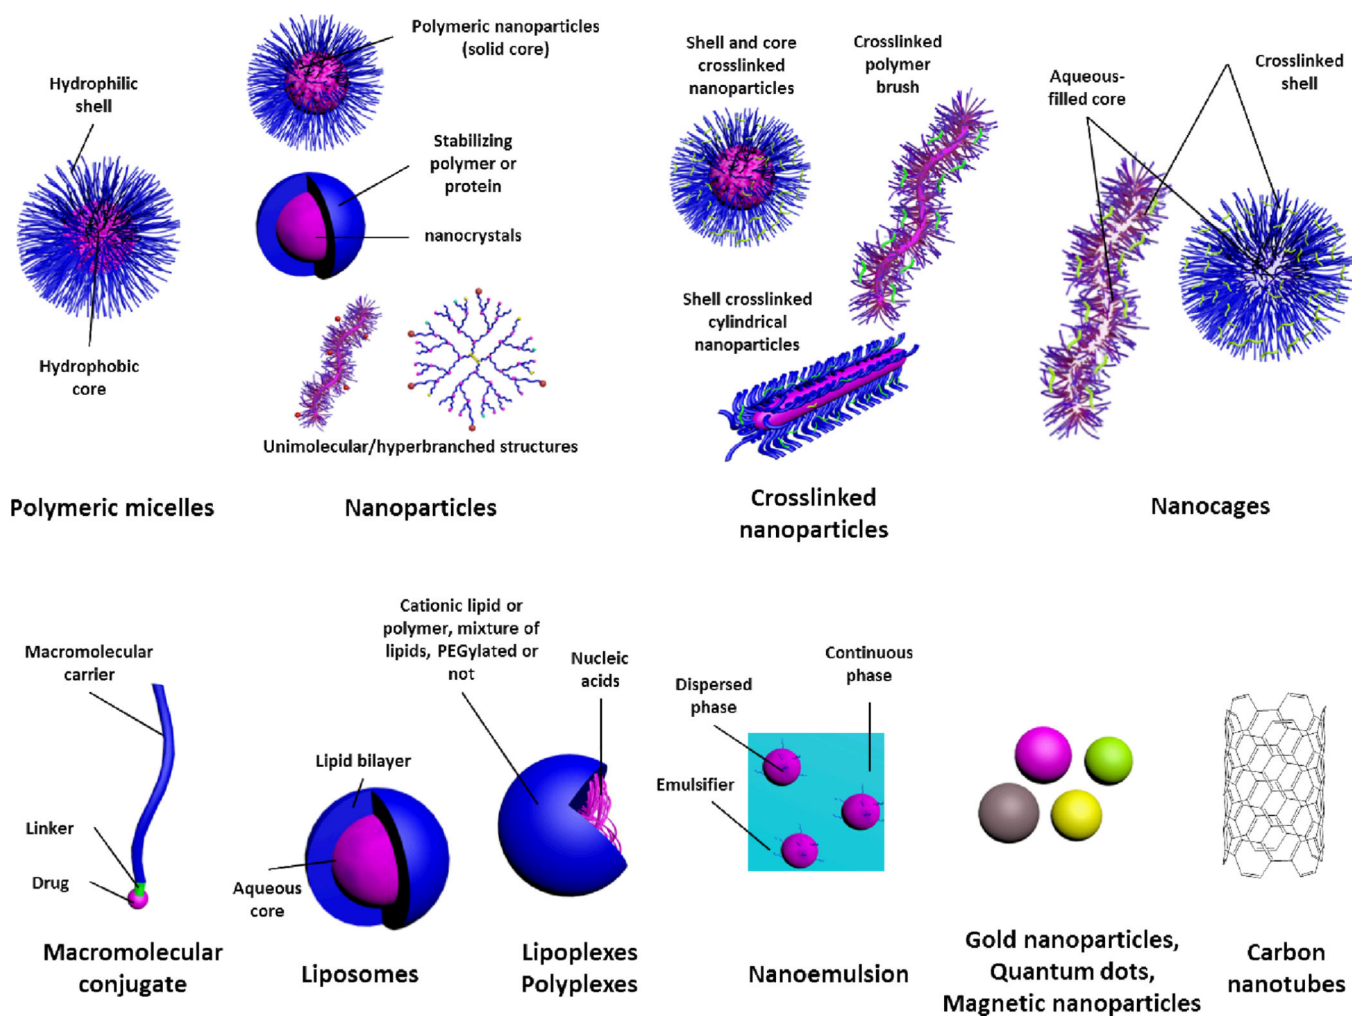 Hydrophilic
shell
Hydrophobic
core
Polymeric micelles
Polymeric nanoparticles
(solid core)
Stabilizing
polymer or
protein
nanocrystals
Unimolecular/hyperbranched structures
Nanoparticles
Shell and core
crosslinked
nanoparticles
Crosslinked
polymer
brush
Shell crosslinked
cylindrical
nanoparticles
Crosslinked
nanoparticles
Aqueous-
filled core
Crosslinked
shell
Nanocages
Macromolecular
carrier
Linker
Drug
Macromolecular
conjugate
Lipid bilayer
Aqueous
core
Liposomes
Cationic lipid or
polymer, mixture of
lipids, PEGylated or
not
Nucleic
acids
Lipoplexes
Polyplexes
Dispersed
phase
Continuous
phase
Emulsifier
Nanoemulsion
Gold nanoparticles,
Quantum dots,
Magnetic nanoparticles
Carbon
nanotubes